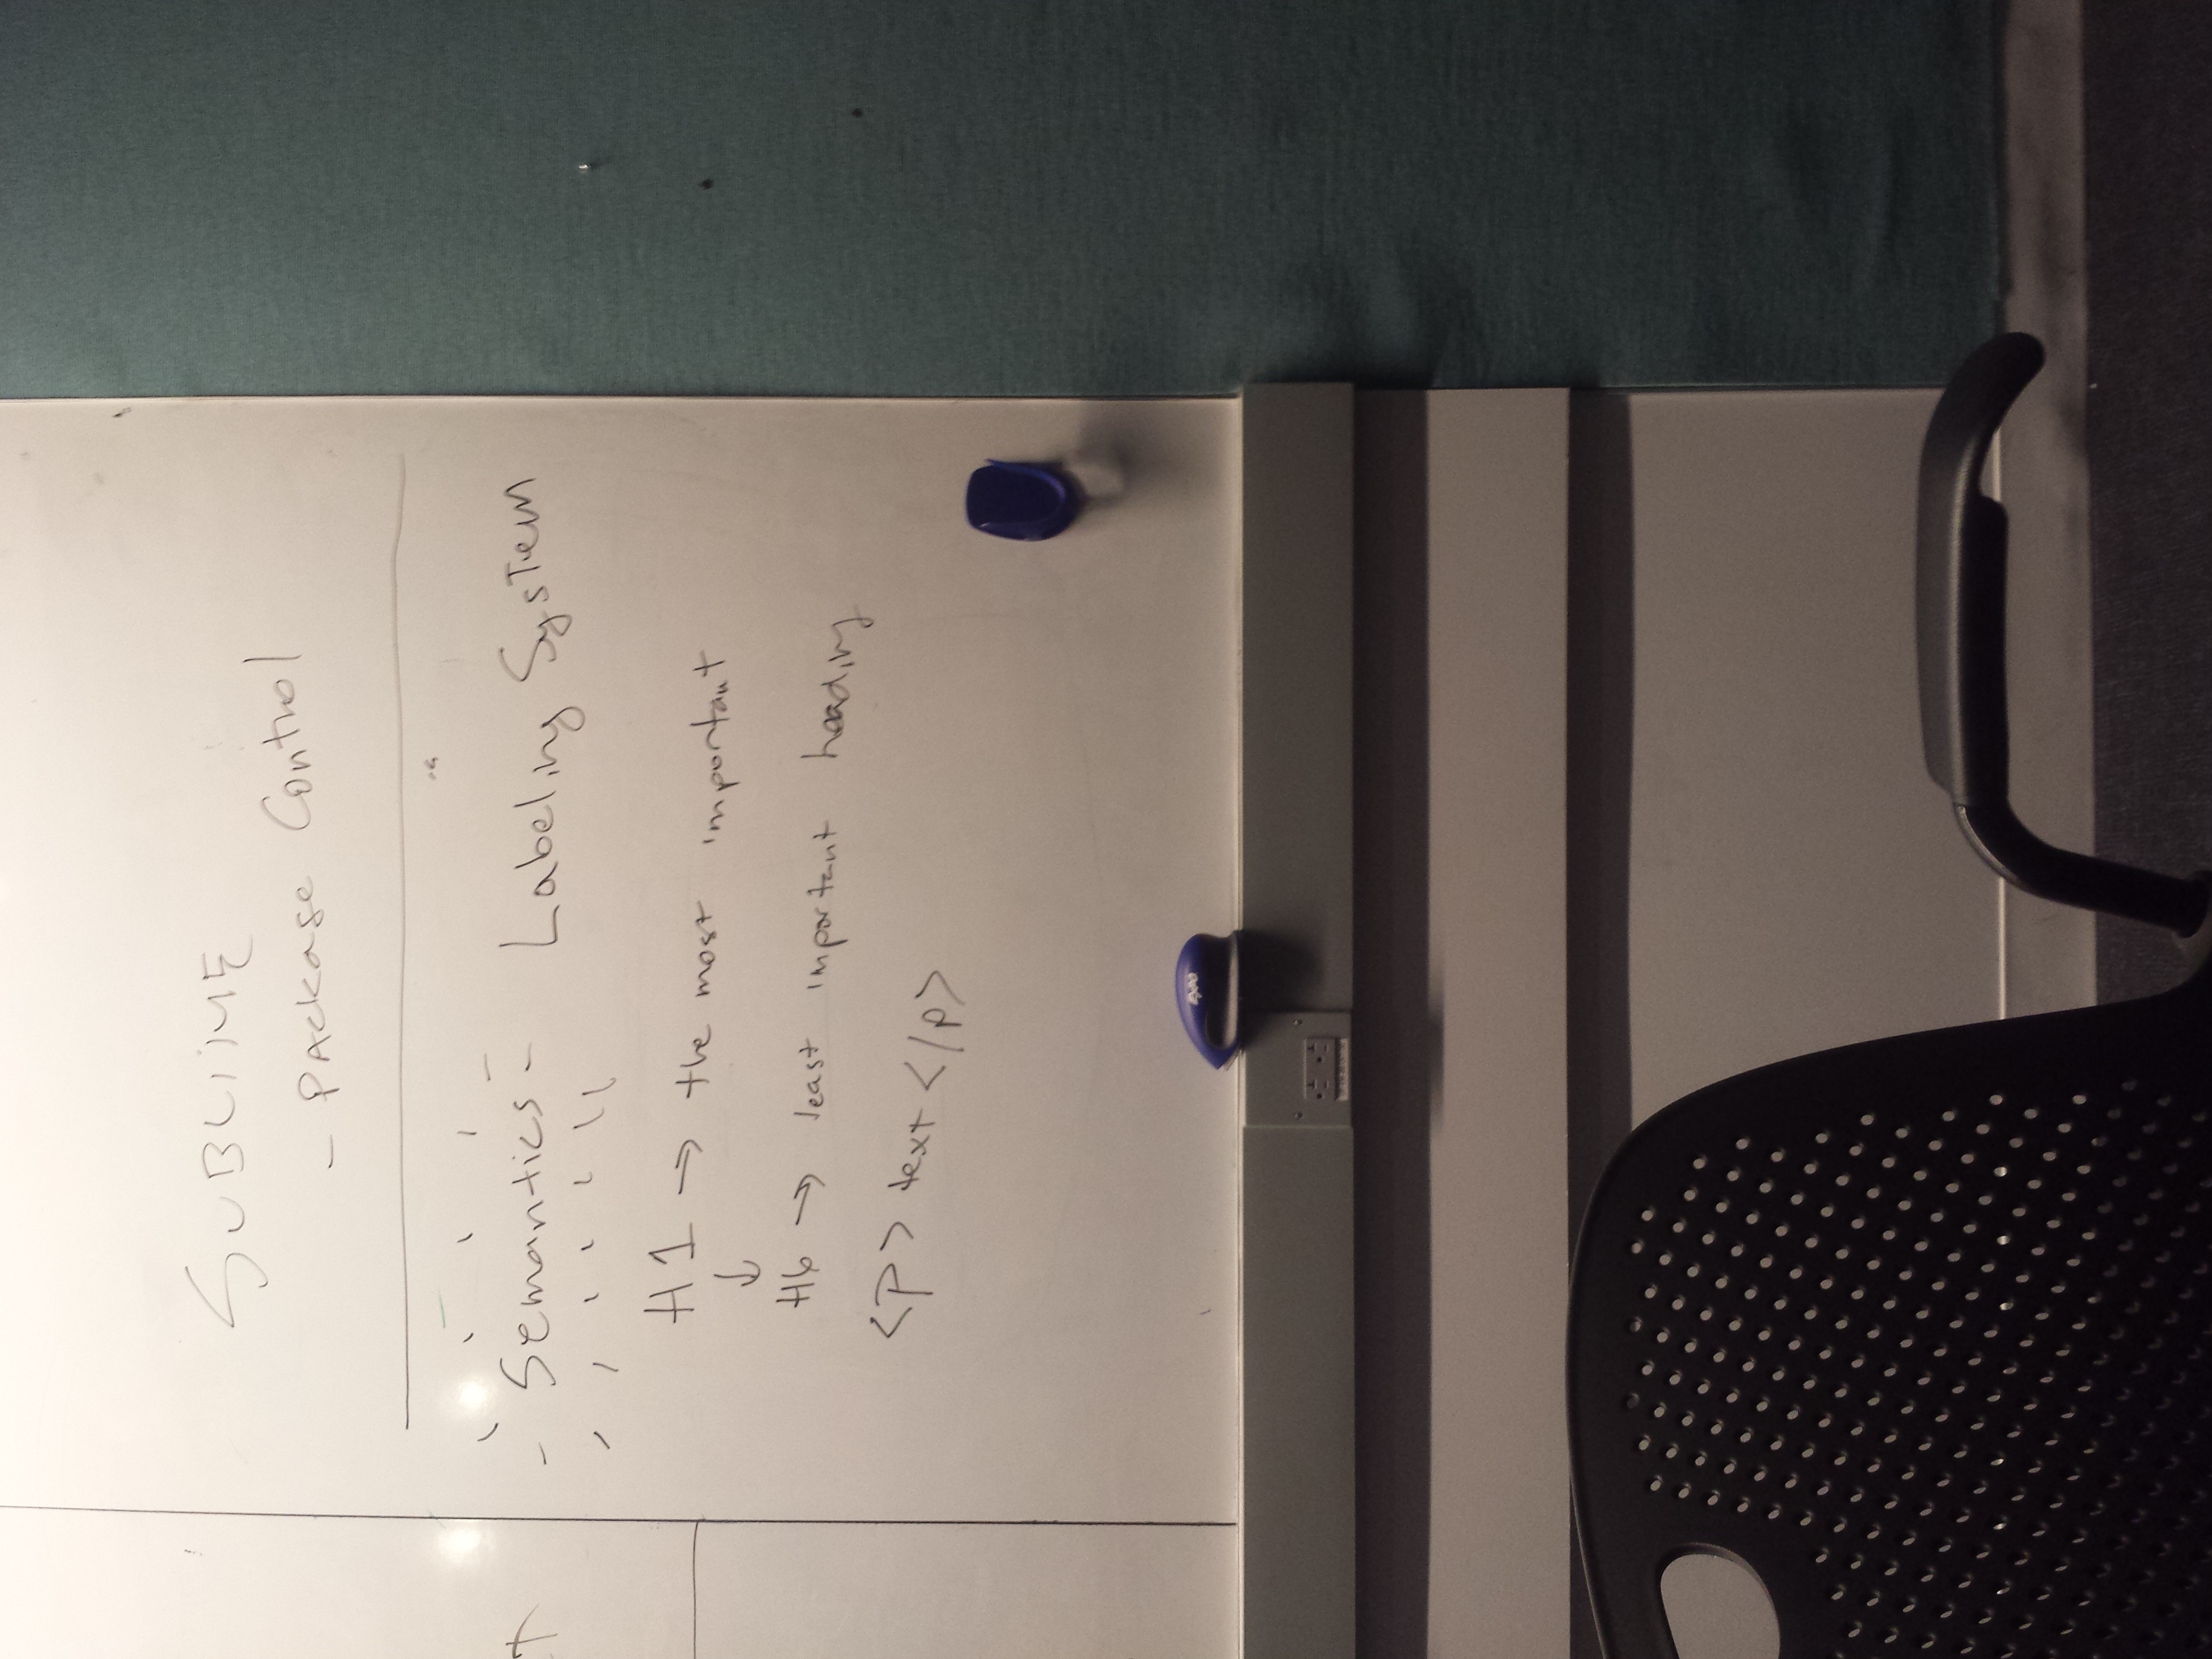 SUBLIME
- PACkage Control
Semantics - Labeling System
H1 → the most important
↓
H6 → least important heading
<P> text </p>
EXPO